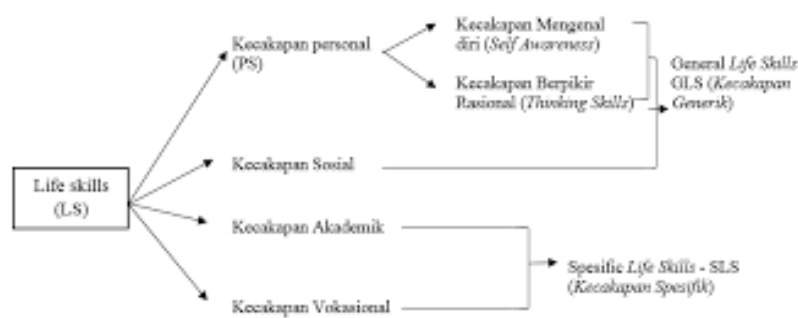 Life skills
(LS)
Kecakapan personal
(PS)
Kecakapan Mengenal
diri (Self Awareness)
Kecakapan Berpikir
Rasional (Thinking Skills)
General Life Skills
GLS (Kecakapan
Generik)
Kecakapan Sosial
Kecakapan Akademik
Kecakapan Vokasional
Spesific Life Skills - SLS
(Kecakapan Spesifik)